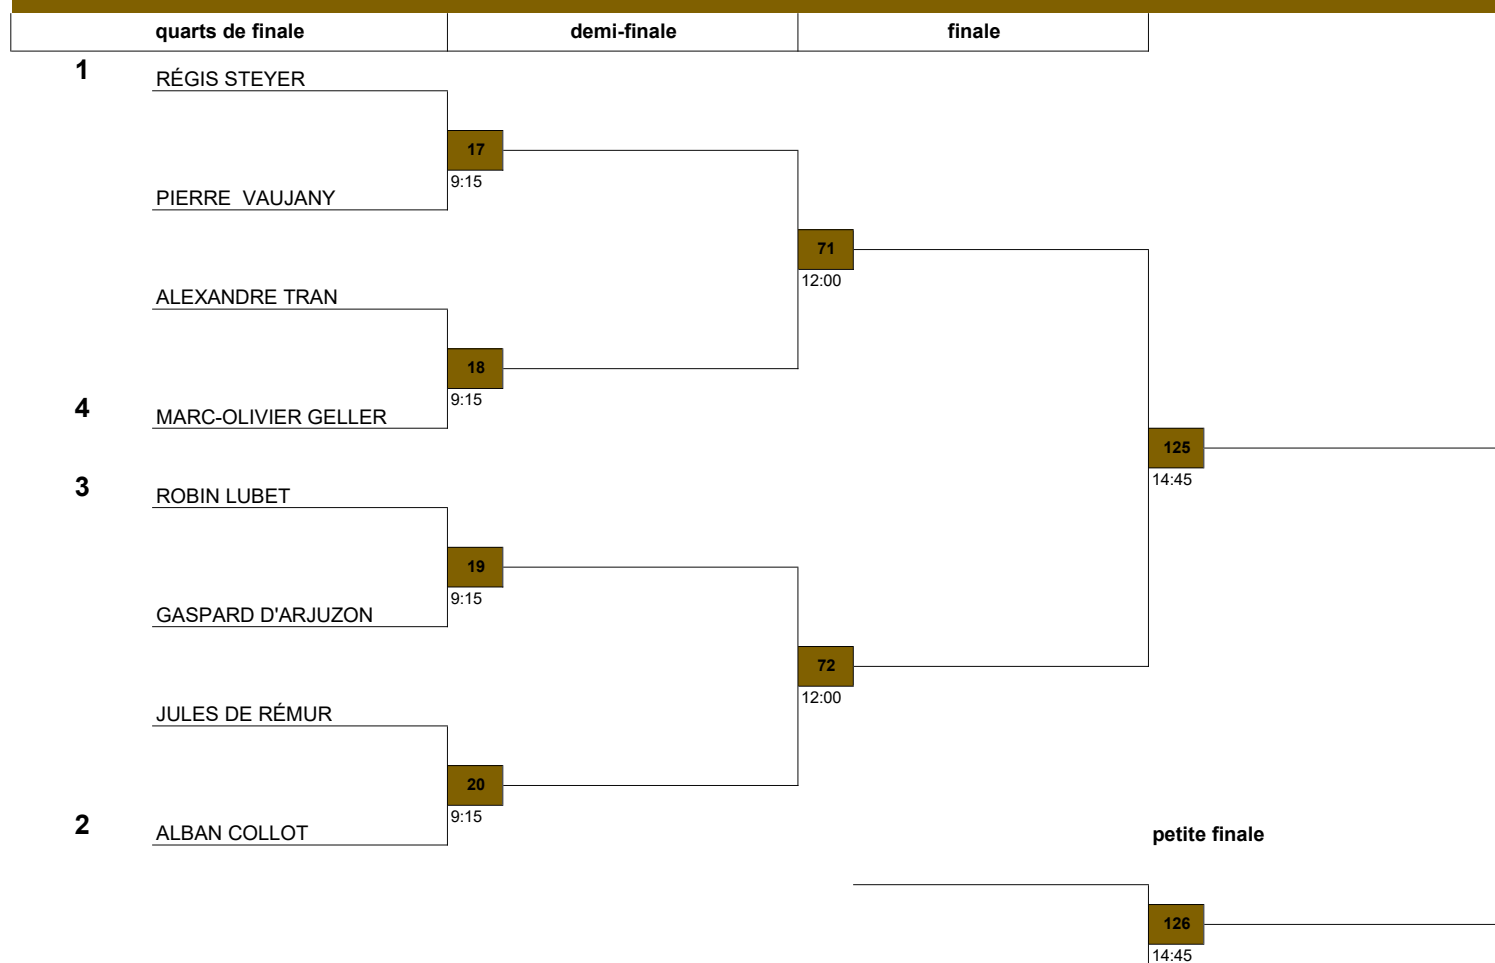 quarts de finale demi-finale finale
1 RÉGIS STEYER
17
9:15
PIERRE  VAUJANY
71
12:00
ALEXANDRE TRAN
18
9:15
4 MARC-OLIVIER GELLER
125
14:45
3 ROBIN LUBET
19
9:15
GASPARD D'ARJUZON
72
12:00
JULES DE RÉMUR
20
9:15
2 ALBAN COLLOT
petite finale
126
14:45